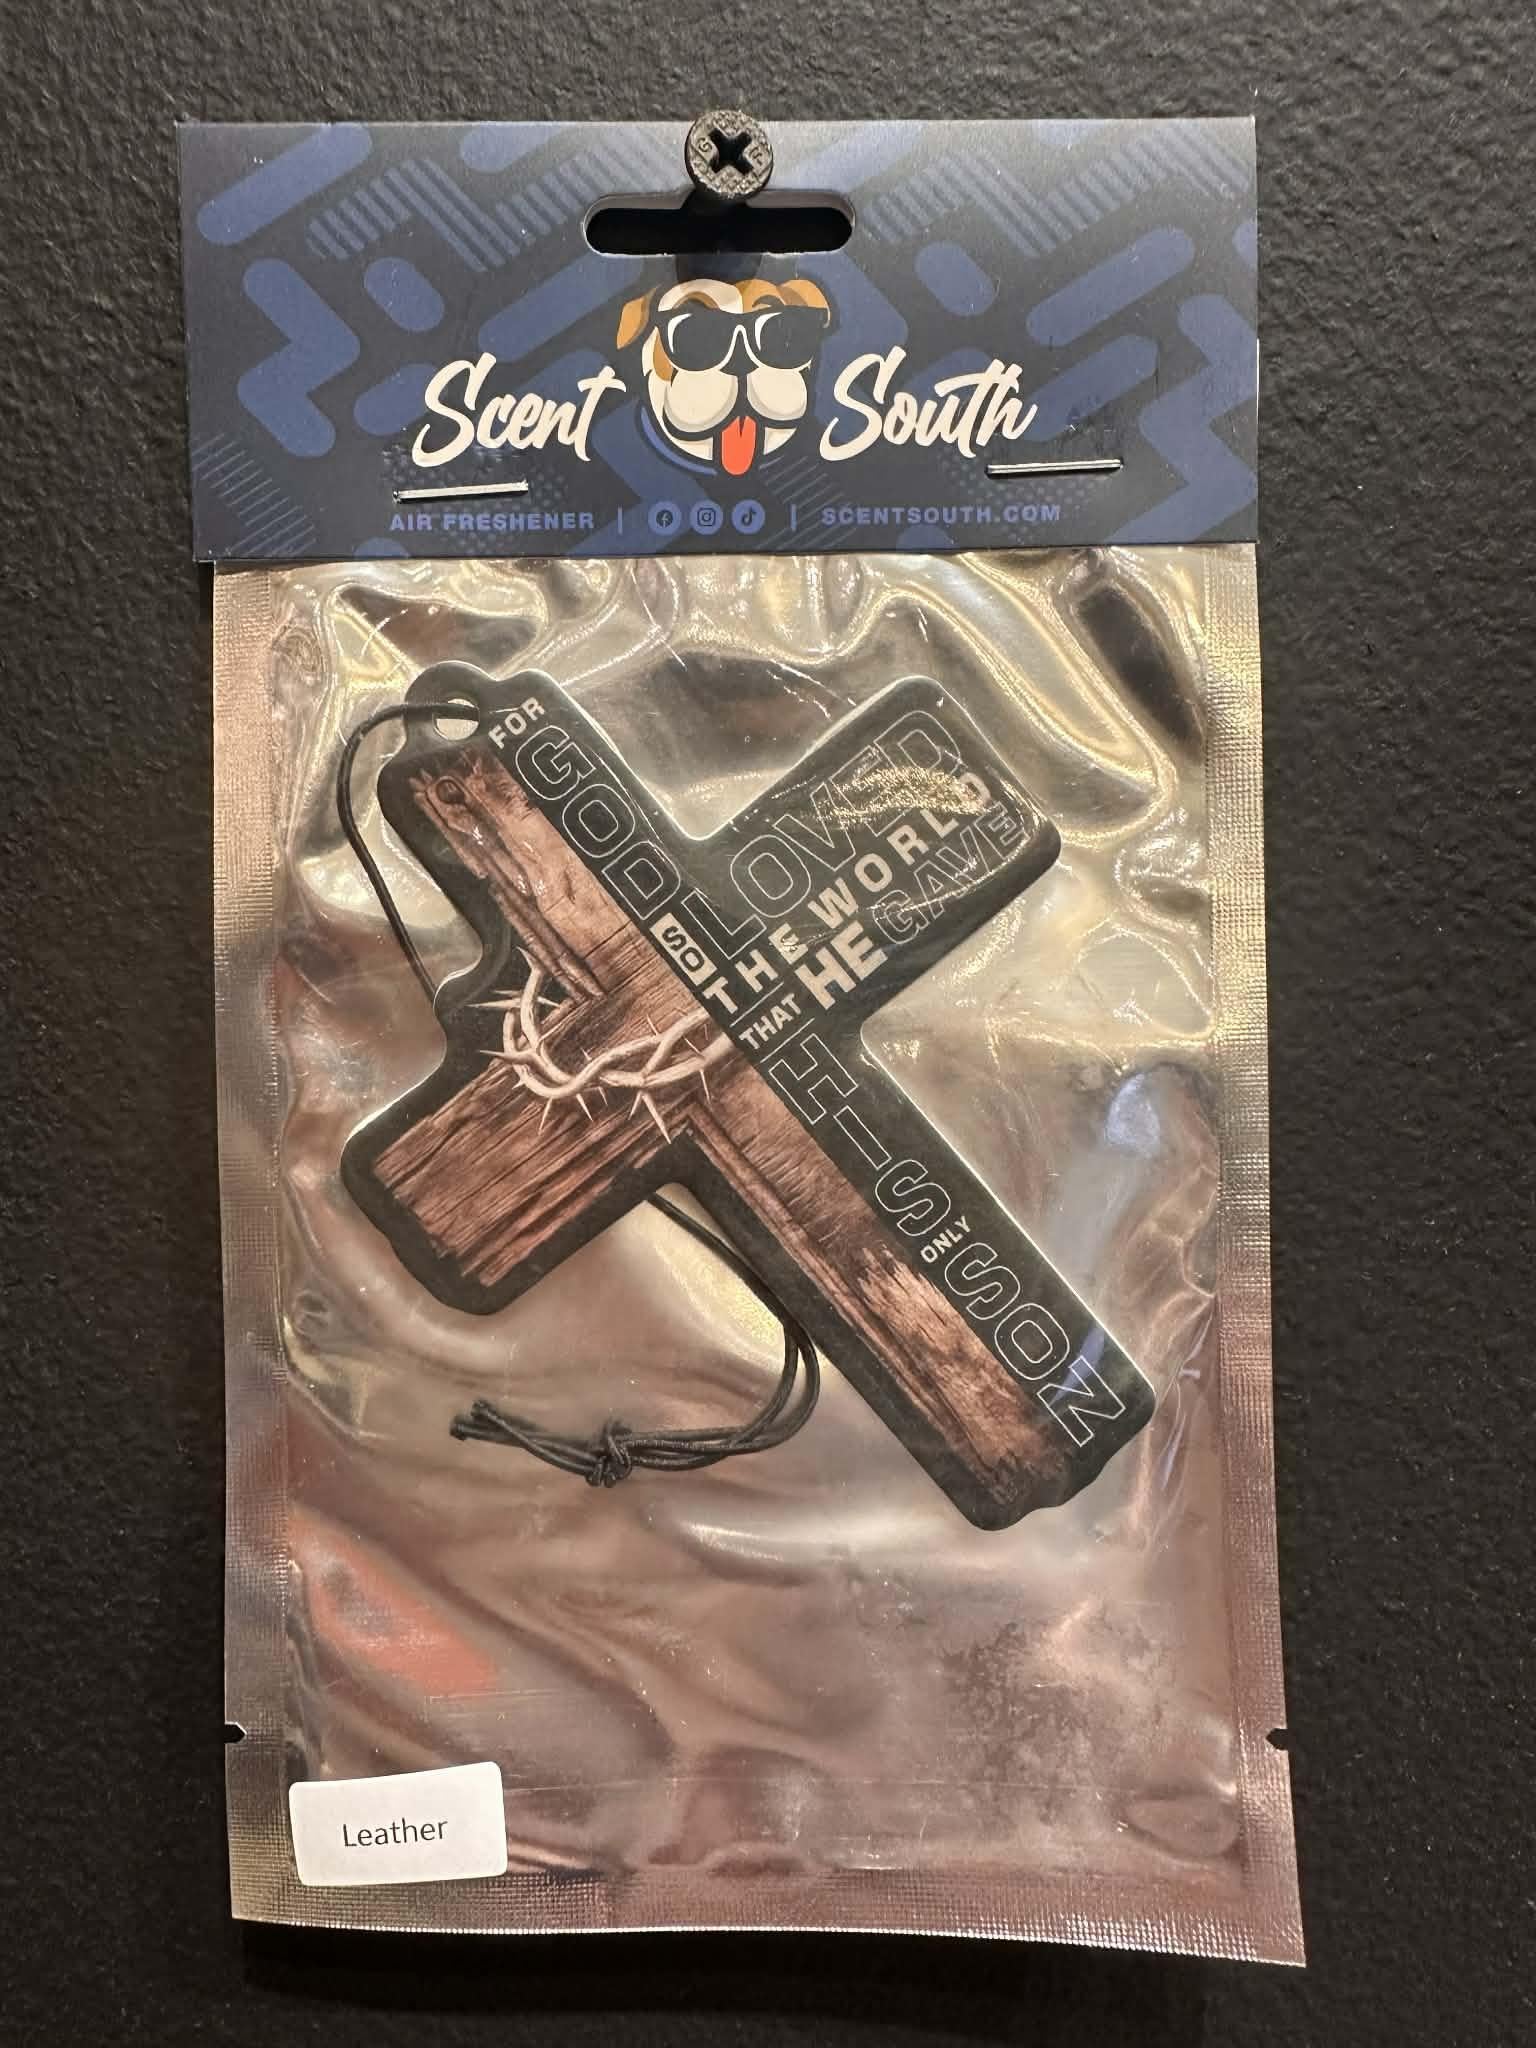 Scent South
AIR FRESHENER | | SCENTSOUTH.COM
FOR
GOD
SO
LOVED
THE WORLD
THAT HE GAVE
HIS
ONLY
SON
Leather